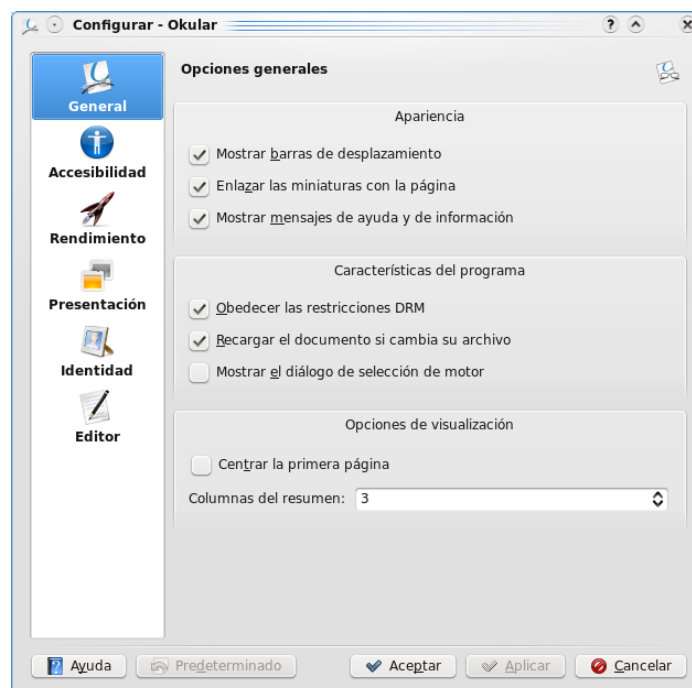 Configurar - Okular
General
Accesibilidad
Rendimiento
Presentación
Identidad
Editor
Opciones generales
Apariencia
Mostrar barras de desplazamiento
Enlazar las miniaturas con la página
Mostrar mensajes de ayuda y de información
Características del programa
Obedecer las restricciones DRM
Recargar el documento si cambia su archivo
Mostrar el diálogo de selección de motor
Opciones de visualización
Centrar la primera página
Columnas del resumen: 3
Ayuda Predeterminado Aceptar Aplicar Cancelar